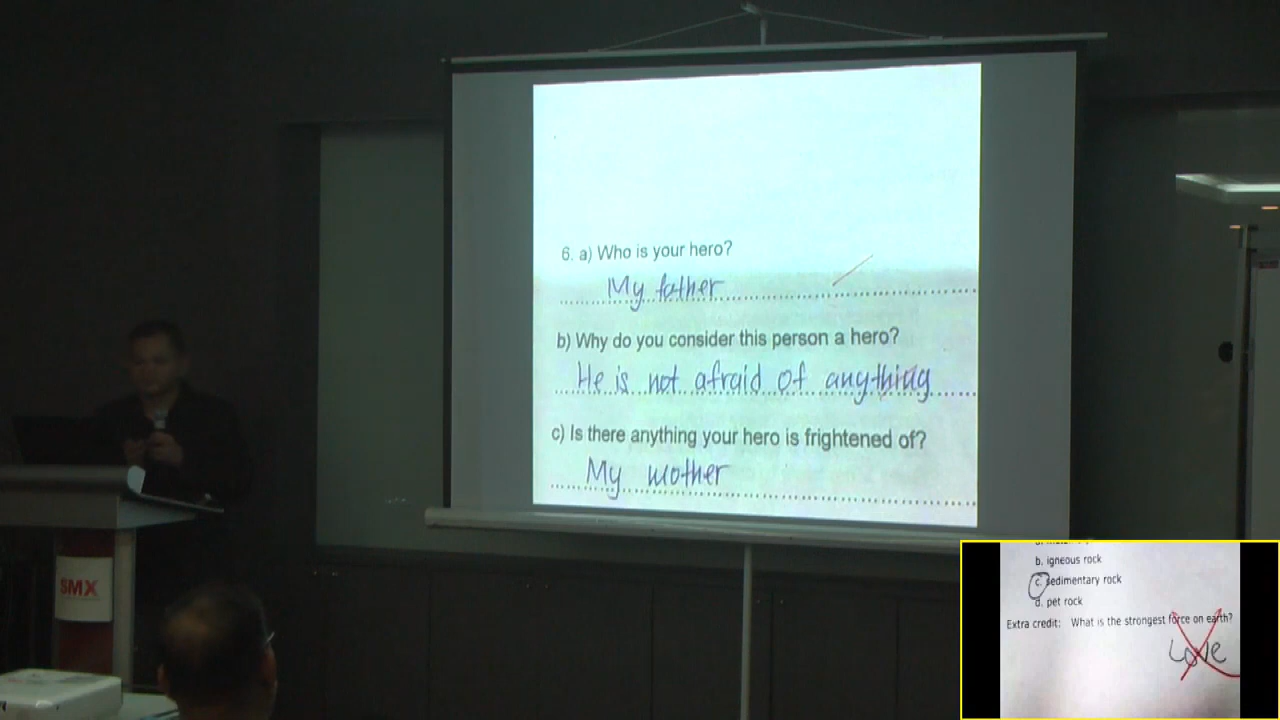 6. a) Who is your hero?
My father
b) Why do you consider this person a hero?
He is not afraid of anything
c) Is there anything your hero is frightened of?
My mother
SMX
b. igneous rock
c. sedimentary rock
d. pet rock
Extra credit: What is the strongest force on earth?
Love